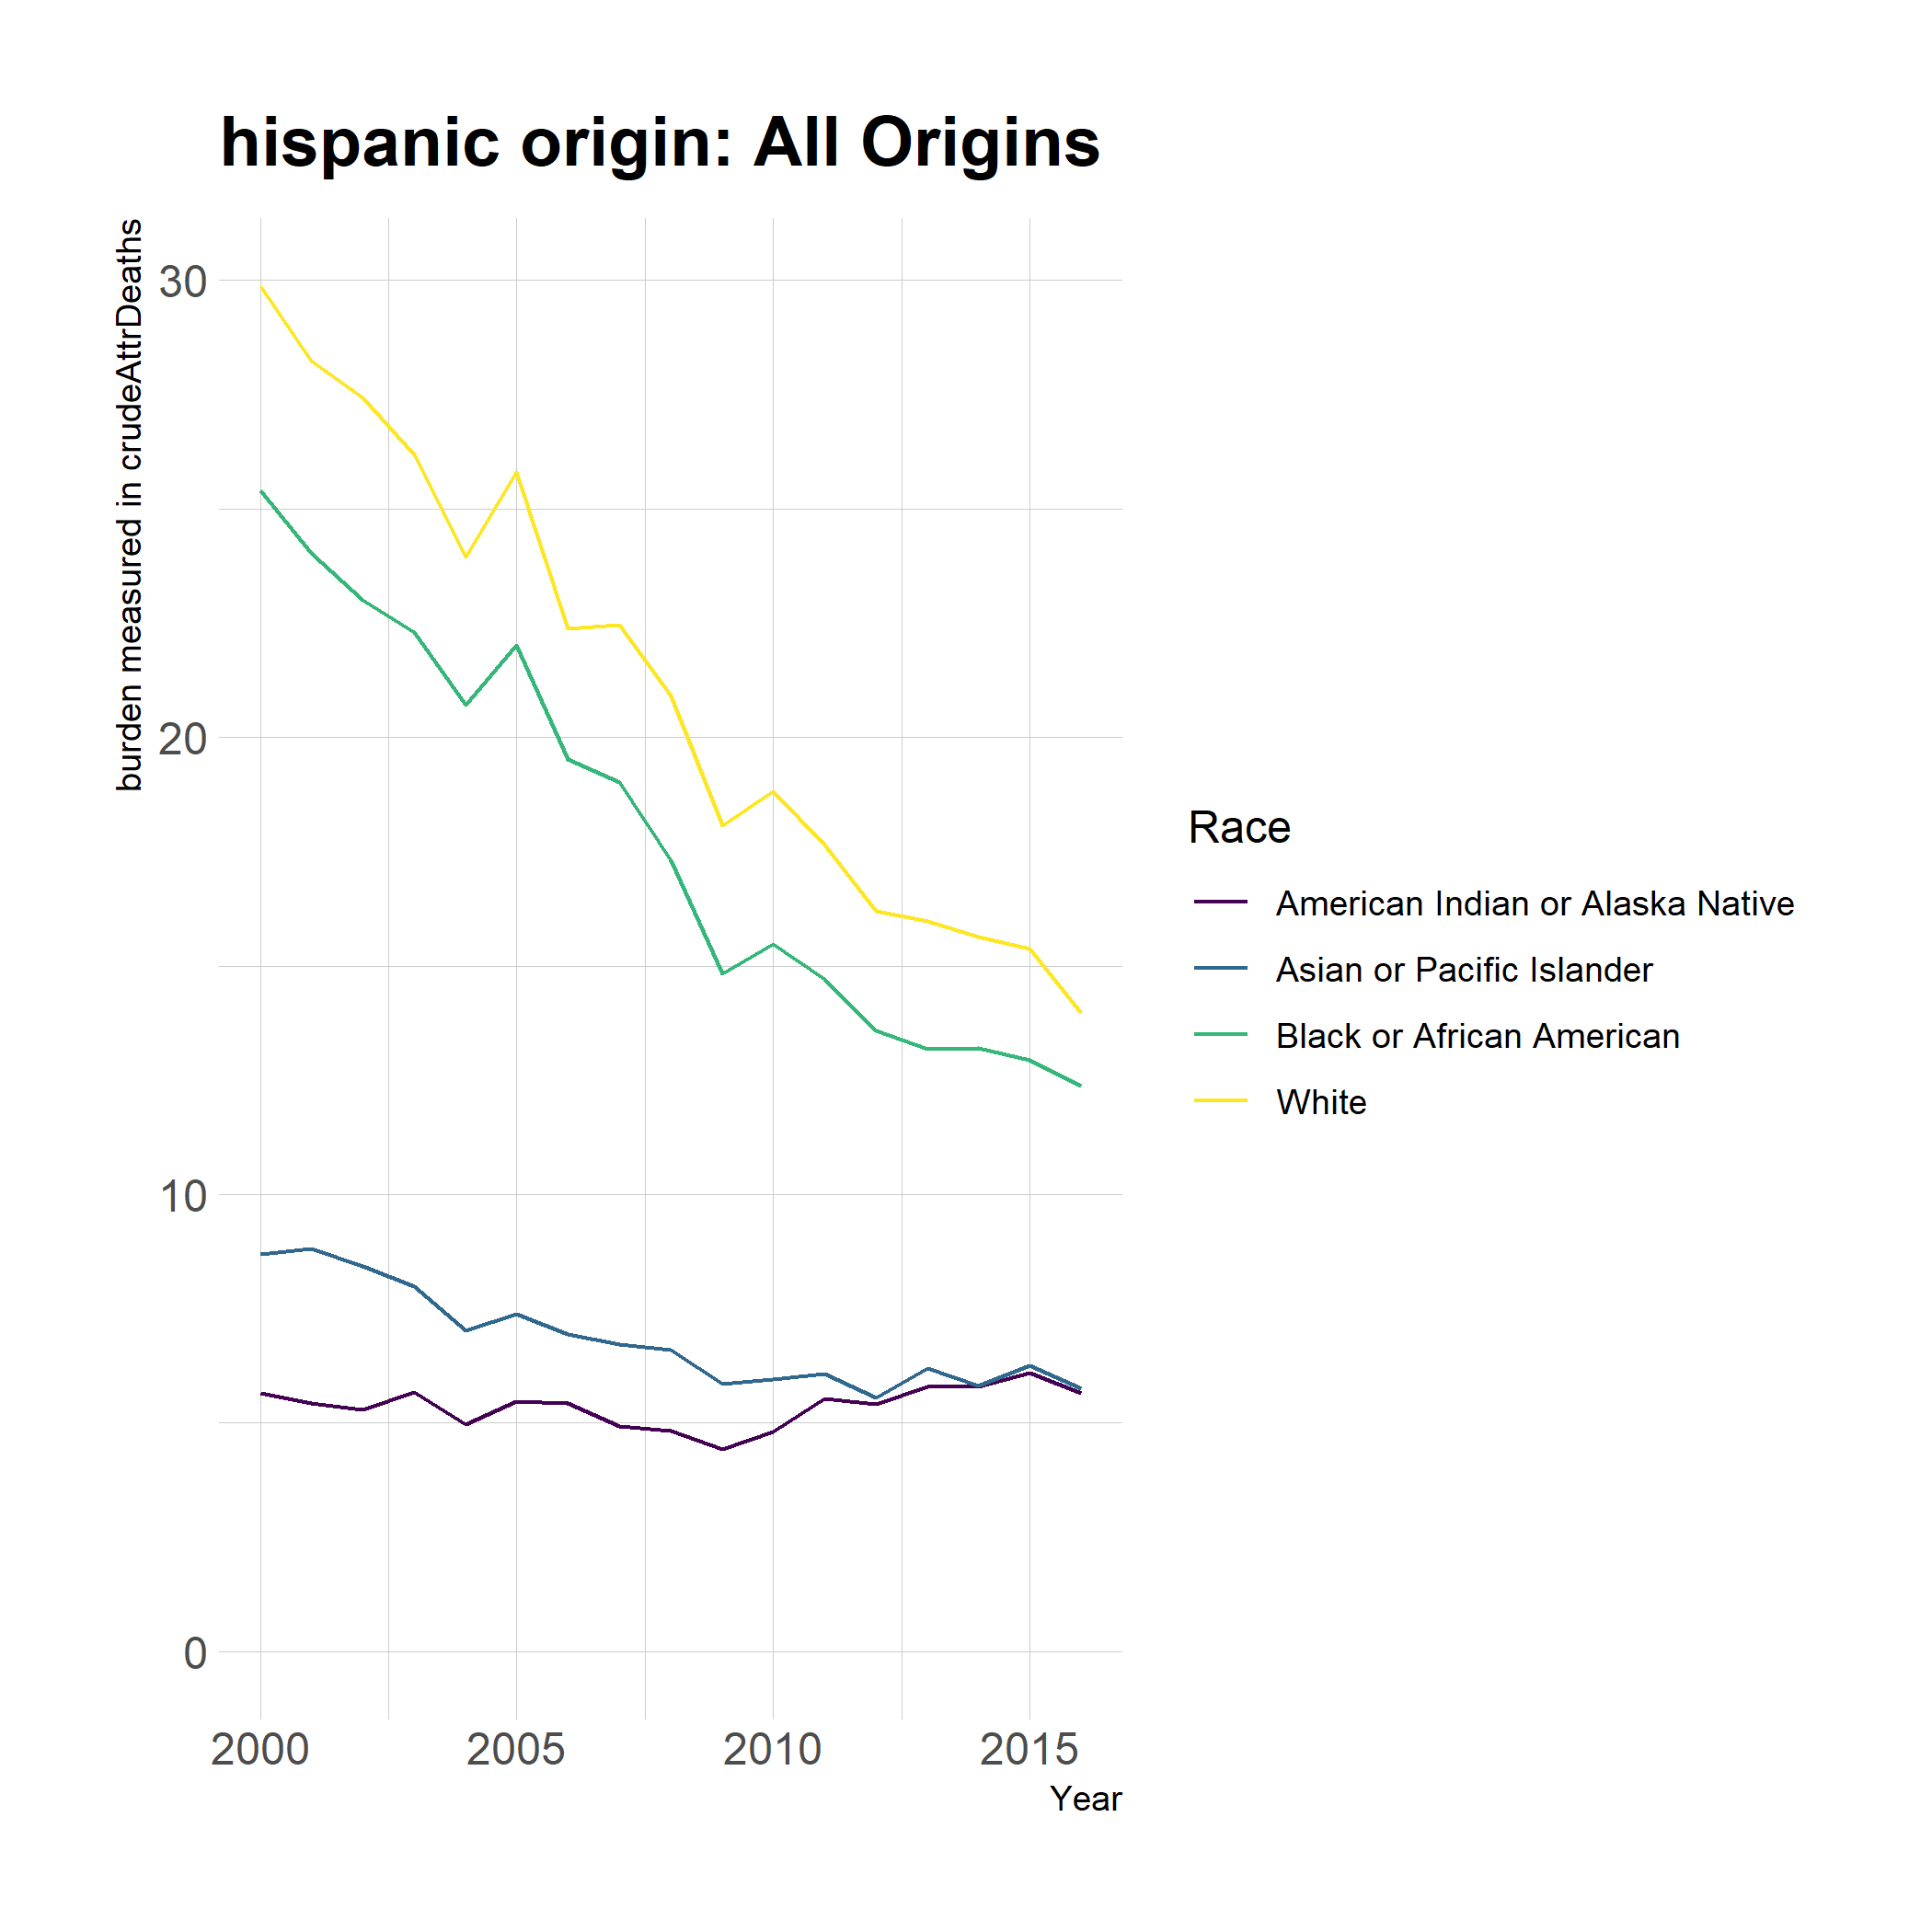 hispanic origin: All Origins
burden measured in crudeAttrDeaths
30
20
10
0
2000 2005 2010 2015
Year
Race
American Indian or Alaska Native
Asian or Pacific Islander
Black or African American
White